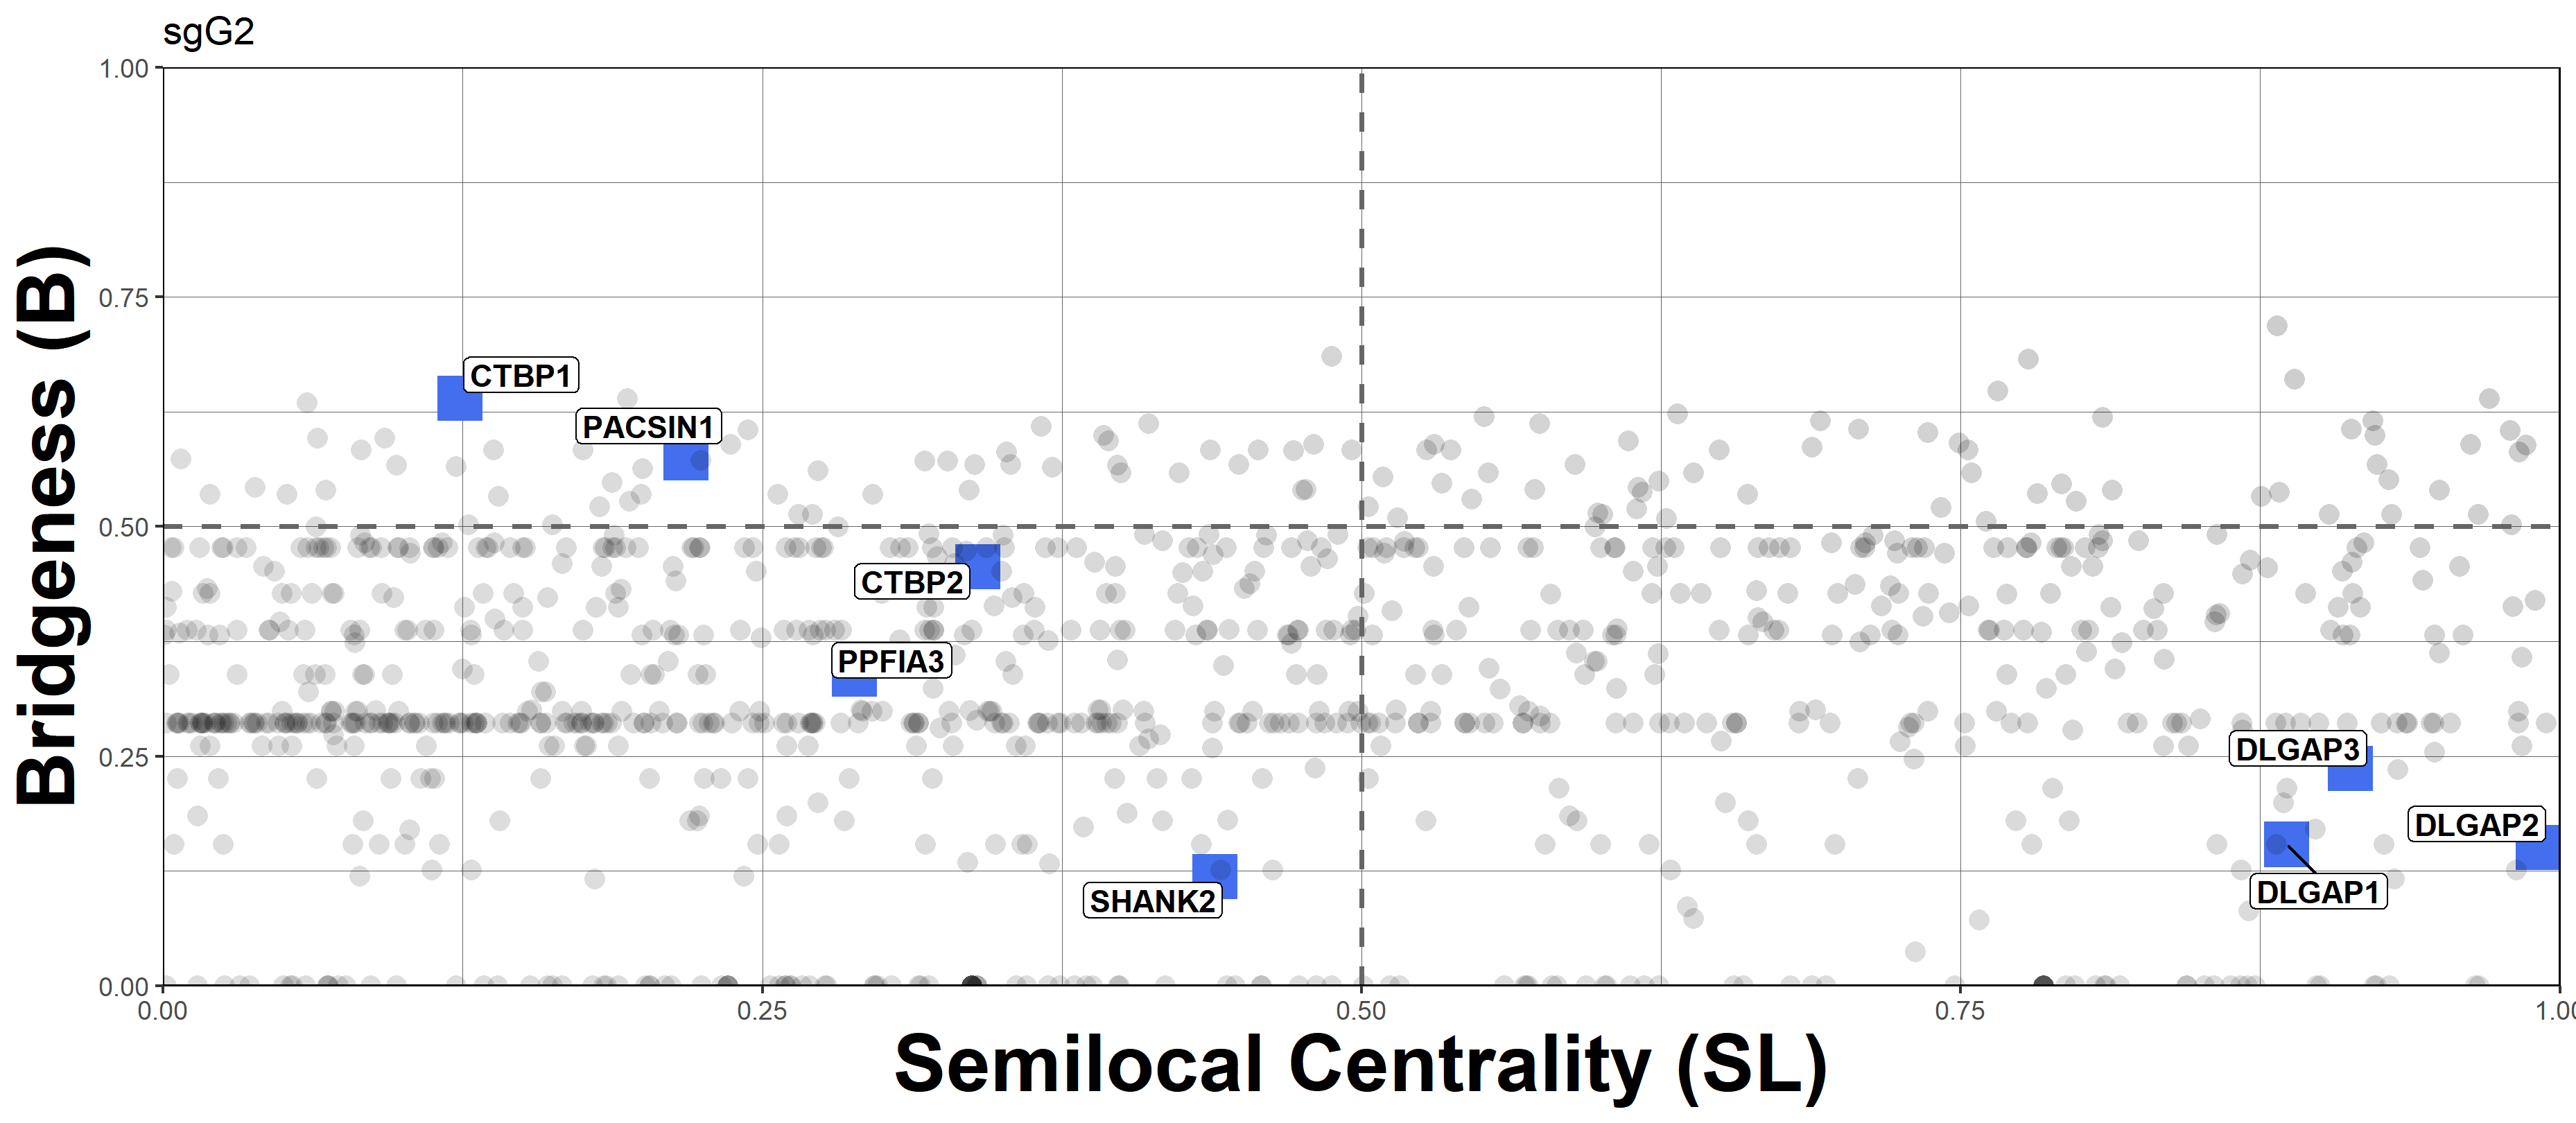 sgG2
1.00
0.75
0.50
0.25
0.00
Bridgeness (B)
CTBP1
PACSIN1
CTBP2
PPFIA3
SHANK2
DLGAP3
DLGAP2
DLGAP1
0.00 0.25 0.50 0.75 1.00
Semilocal Centrality (SL)